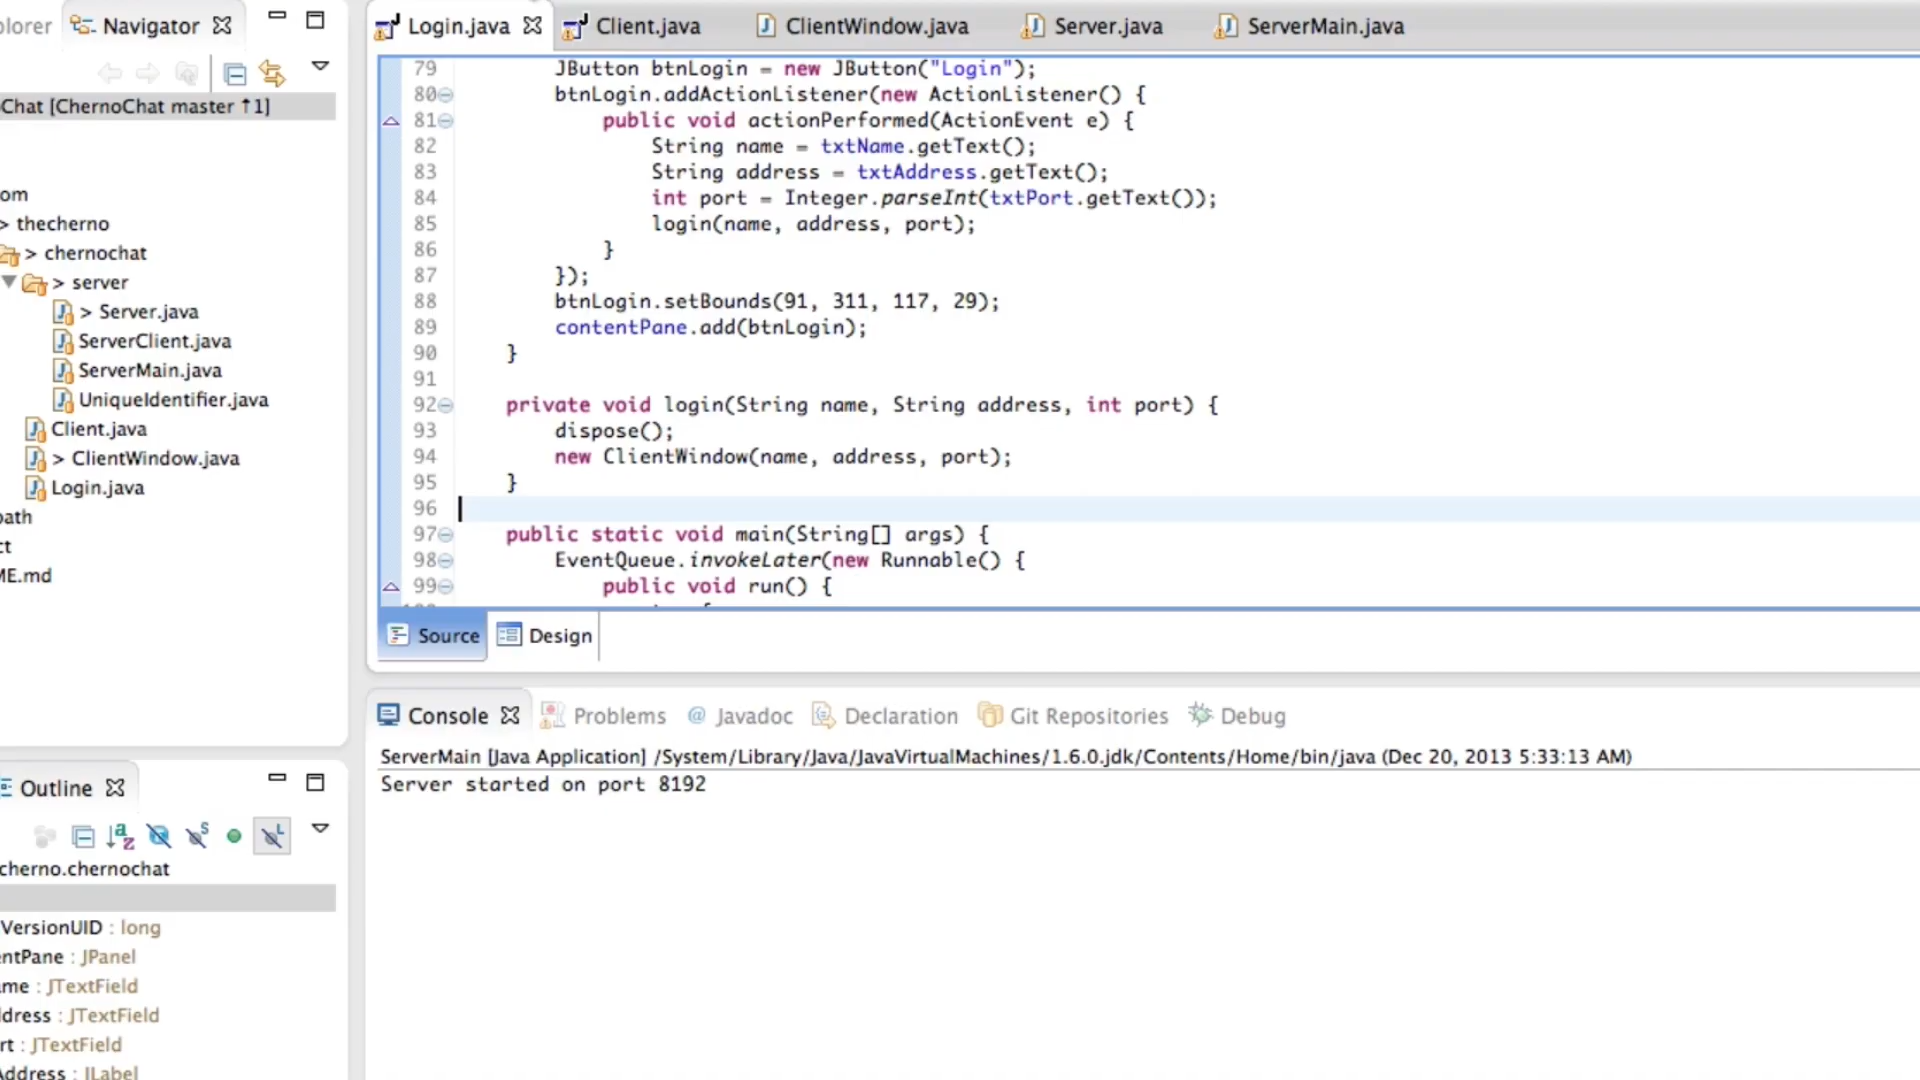 plorer Navigator
Chat [ChernoChat master ↑1]
om
> thecherno
> chernochat
> server
> Server.java
ServerClient.java
ServerMain.java
UniqueIdentifier.java
Client.java
> ClientWindow.java
Login.java
path
ct
ME.md
Outline
cherno.chernochat
VersionUID : long
entPane : JPanel
ame : JTextField
ddress : JTextField
rt : JTextField
Address : JLabel
Login.java Client.java ClientWindow.java Server.java ServerMain.java
79 JButton btnLogin = new JButton("Login");
80 btnLogin.addActionListener(new ActionListener() {
81 public void actionPerformed(ActionEvent e) {
82 String name = txtName.getText();
83 String address = txtAddress.getText();
84 int port = Integer.parseInt(txtPort.getText());
85 login(name, address, port);
86 }
87 });
88 btnLogin.setBounds(91, 311, 117, 29);
89 contentPane.add(btnLogin);
90 }
91
92 private void login(String name, String address, int port) {
93 dispose();
94 new ClientWindow(name, address, port);
95 }
96
97 public static void main(String[] args) {
98 EventQueue.invokeLater(new Runnable() {
99 public void run() {
Source Design
Console Problems @ Javadoc Declaration Git Repositories Debug
ServerMain [Java Application] /System/Library/Java/JavaVirtualMachines/1.6.0.jdk/Contents/Home/bin/java (Dec 20, 2013 5:33:13 AM)
Server started on port 8192